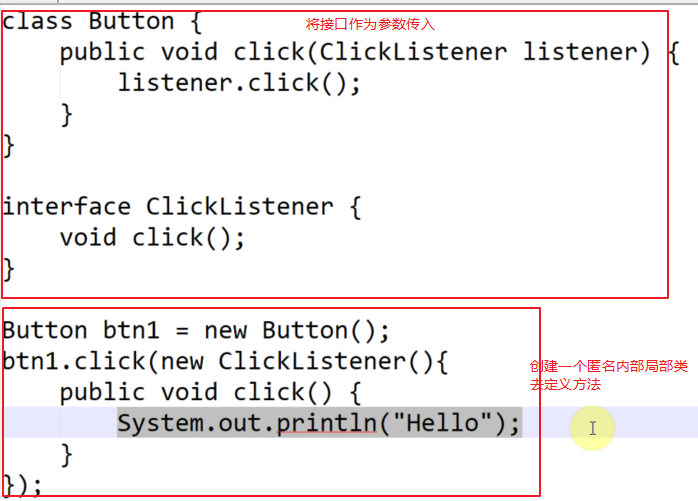 class Button {
将接口作为参数传入
    public void click(ClickListener listener) {
        listener.click();
    }
}
interface ClickListener {
    void click();
}
Button btn1 = new Button();
btn1.click(new ClickListener(){
创建一个匿名内部局部类
去定义方法
    public void click() {
        System.out.println("Hello");
    }
});